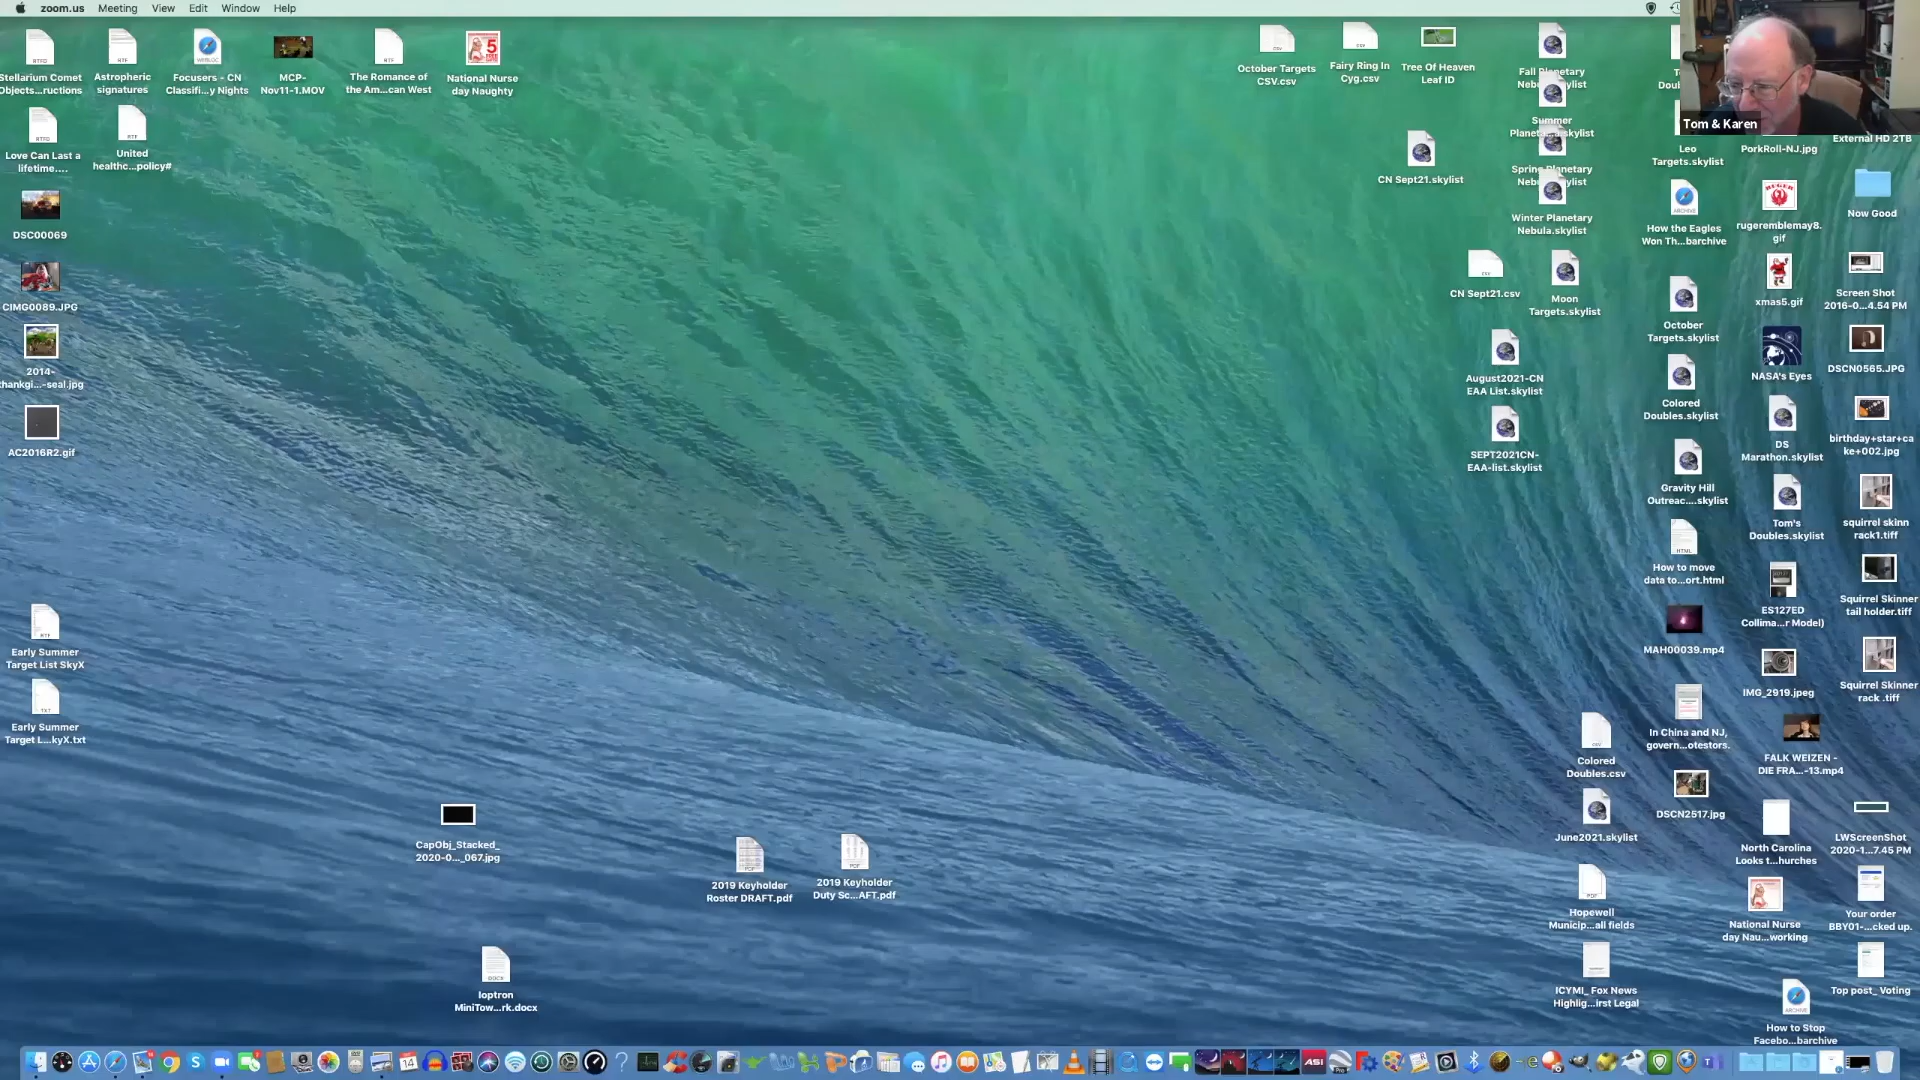 zoom.us Meeting View Edit Window Help
Stellarium Comet
Objects...ructions
Astropheric
signatures
Focusers - CN
Classifi...y Nights
MCP-
Nov11-1.MOV
The Romance of
the Am...can West
National Nurse
day Naughty
October Targets
CSV.csv
Fairy Ring In
Cyg.csv
Tree Of Heaven
Leaf ID
Fall Planetary
Tom & Karen
Love Can Last a
lifetime....
United
healthc...policy#
Summer
Planeta...a.skylist
CN Sept21.skylist
Spring Planetary
Winter Planetary
Nebula.skylist
Leo
Targets.skylist
PorkRoll-NJ.jpg
External HD 2TB
Now Good
DSC00069
How the Eagles
Won Th...barchive
rugeremblemay8.
gif
CIMG0089.JPG
CN Sept21.csv
Moon
Targets.skylist
October
Targets.skylist
xmas5.gif
Screen Shot
2016-0...4.54 PM
2014-
hankgi...-seal.jpg
August2021-CN
EAA List.skylist
Colored
Doubles.skylist
NASA's Eyes
DSCN0565.JPG
AC2016R2.gif
SEPT2021CN-
EAA-list.skylist
Gravity Hill
Outreac....skylist
DS
Marathon.skylist
birthday+star+ca
ke+002.jpg
Tom's
Doubles.skylist
squirrel skinn
rack1.tiff
How to move
data to...ort.html
ES127ED
Collima...r Model)
Squirrel Skinner
tail holder.tiff
Early Summer
Target List SkyX
MAH00039.mp4
IMG_2919.jpeg
Squirrel Skinner
rack .tiff
Early Summer
Target L...kyX.txt
Colored
Doubles.csv
In China and NJ,
govern...otestors.
FALK WEIZEN -
DIE FRA...-13.mp4
CapObj_Stacked_
2020-0..._067.jpg
June2021.skylist
DSCN2517.jpg
North Carolina
Looks t...hurches
LWScreenShot
2020-1...7.45 PM
2019 Keyholder
Roster DRAFT.pdf
2019 Keyholder
Duty Sc...AFT.pdf
Hopewell
Municip...all fields
National Nurse
day Nau...working
Your order
BBY01-...cked up.
Ioptron
MiniTow...rk.docx
ICYMI_ Fox News
Highlig...irst Legal
How to Stop
Facebo...barchive
Top post_ Voting
14
ASI